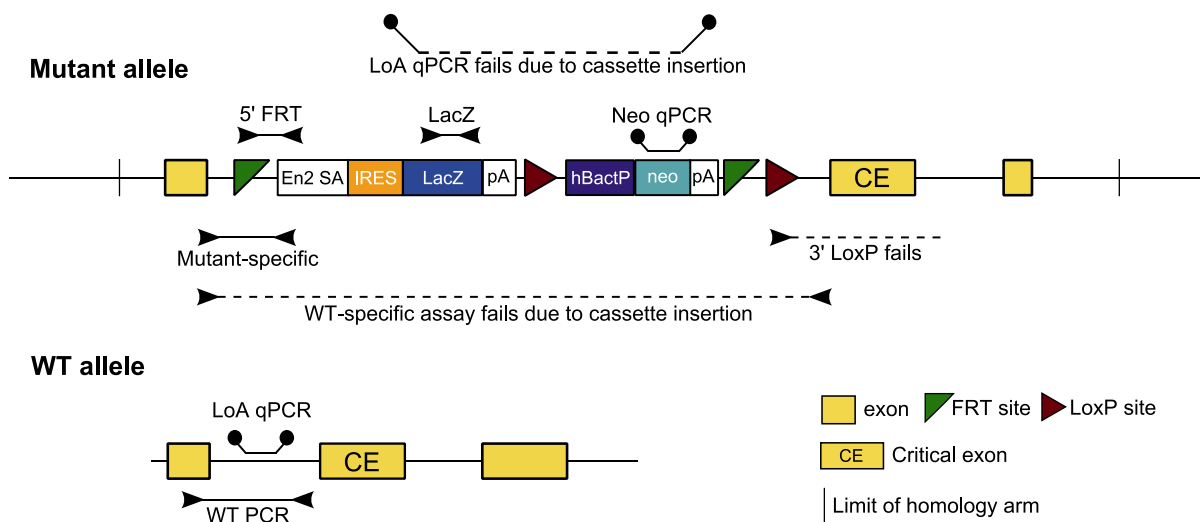 LoA qPCR fails due to cassette insertion
Mutant allele
5' FRT
LacZ
Neo qPCR
En2 SA
IRES
LacZ
pA
hBactP
neo
pA
CE
Mutant-specific
3' LoxP fails
WT-specific assay fails due to cassette insertion
WT allele
LoA qPCR
CE
WT PCR
exon
FRT site
LoxP site
CE
Critical exon
Limit of homology arm